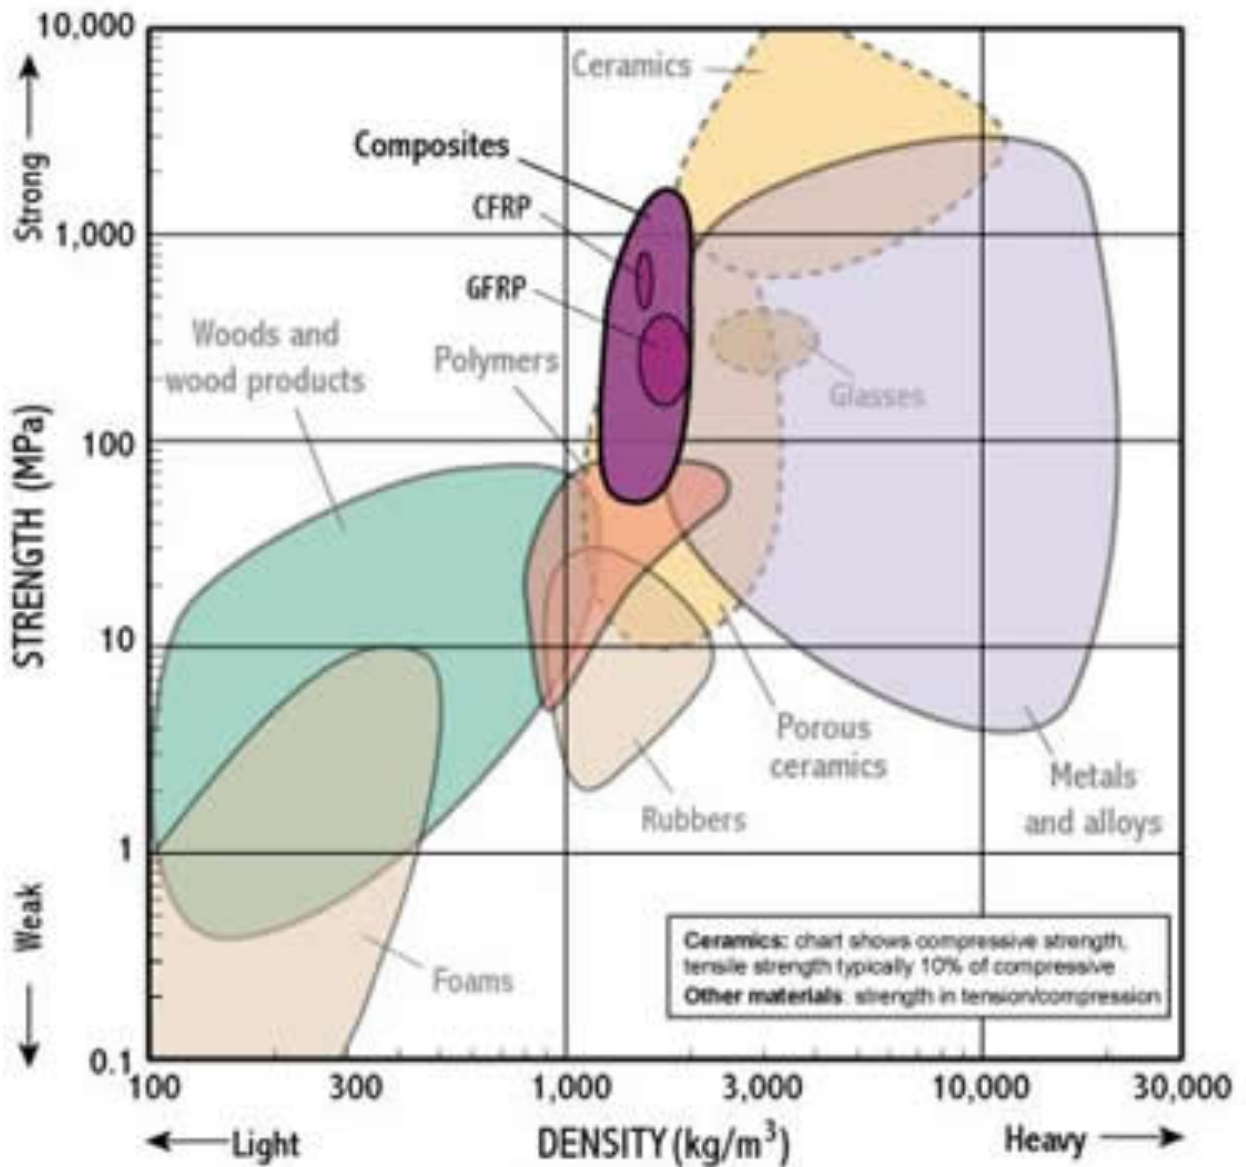 10,000
Ceramics
Composites
Strong
CFRP
1,000
GFRP
Woods and
wood products
Polymers
Glasses
100
STRENGTH (MPa)
10
Porous
ceramics
Metals
and alloys
Rubbers
1
Weak
Ceramics: chart shows compressive strength,
tensile strength typically 10% of compressive
Other materials: strength in tension/compression
Foams
0.1
100 300 1,000 3,000 10,000 30,000
Light DENSITY (kg/m³) Heavy